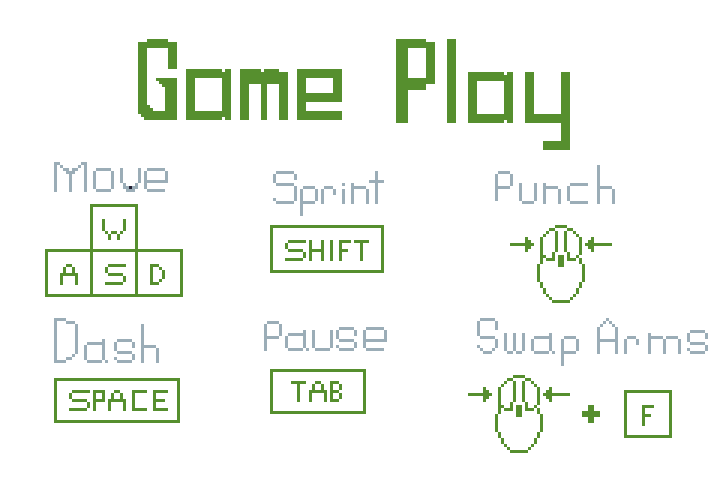 Game Play
Move Sprint Punch
W
A S D SHIFT
Dash Pause Swap Arms
SPACE TAB + F